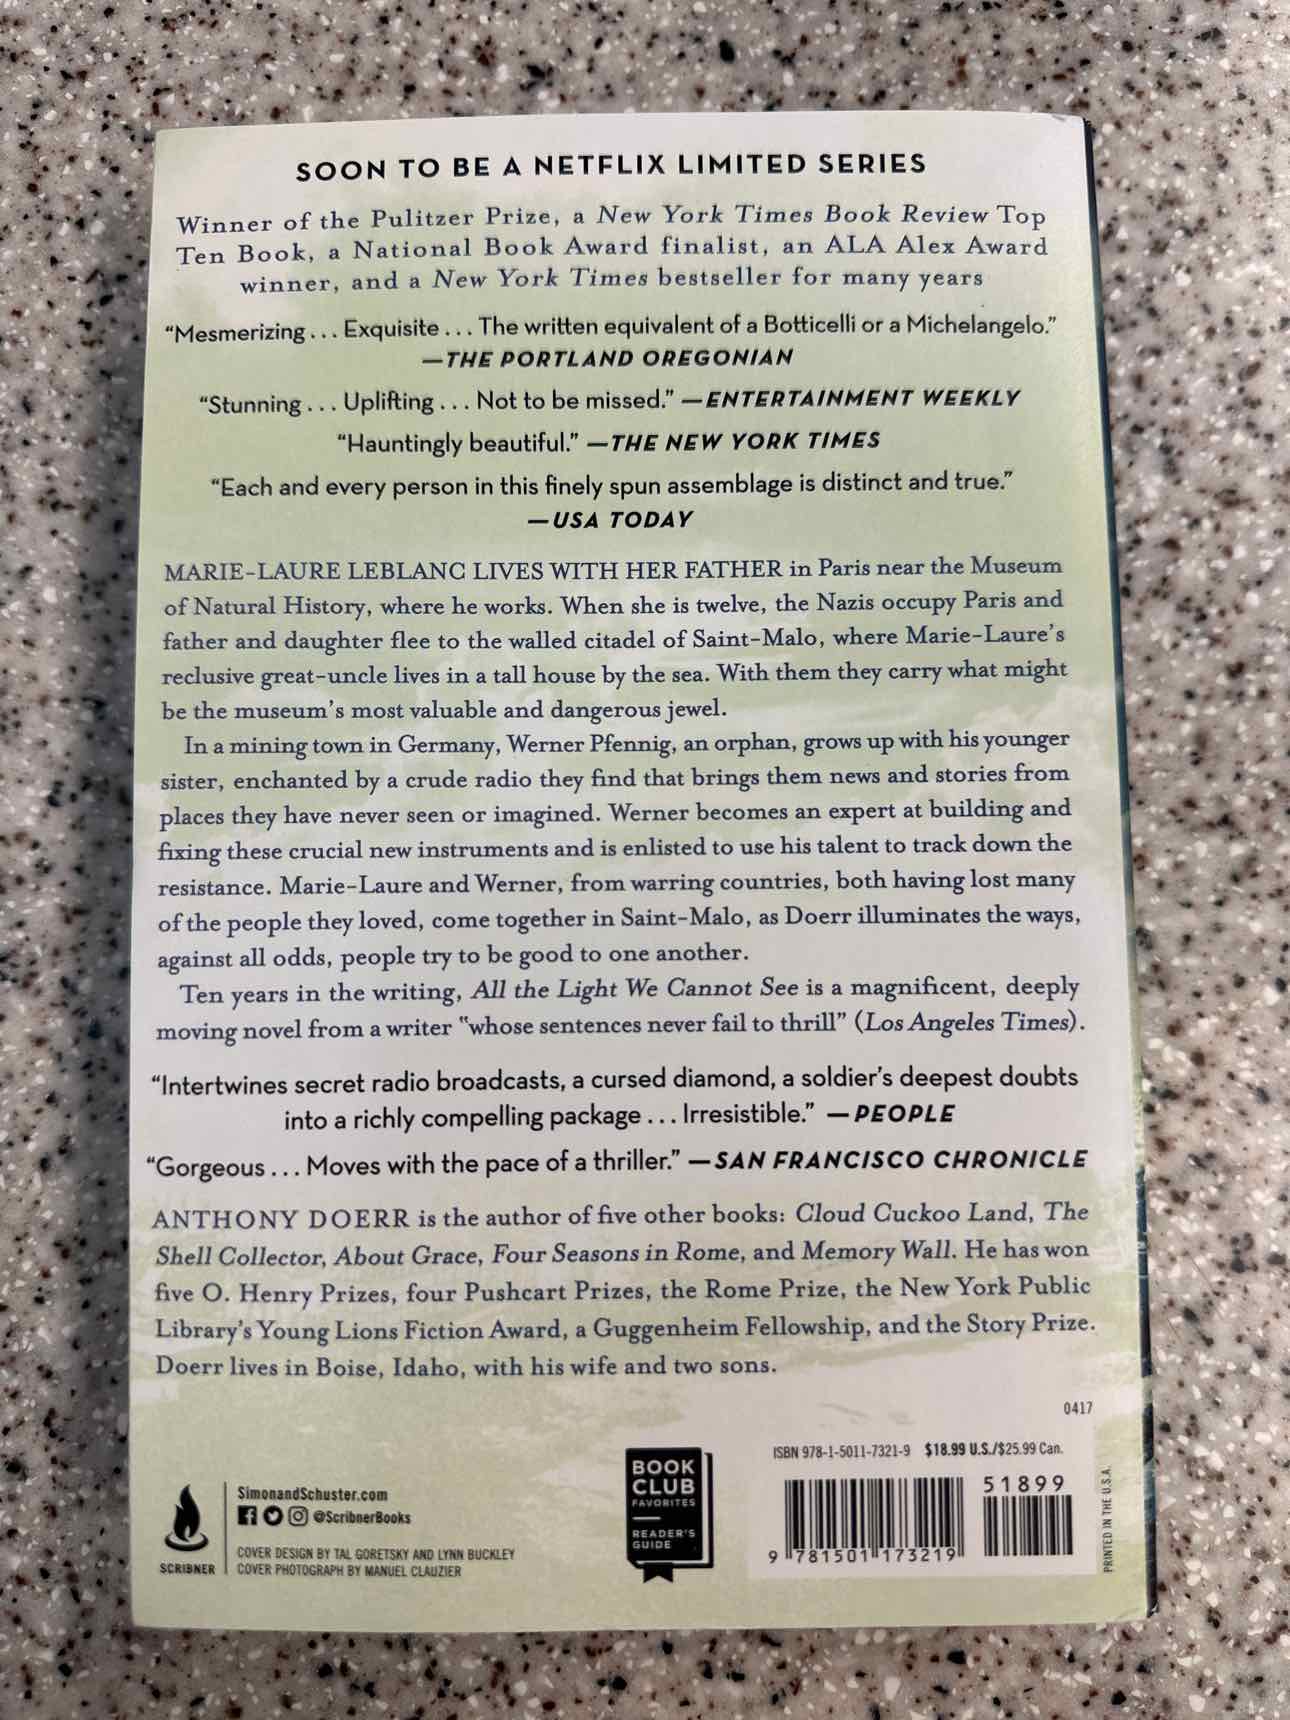 SOON TO BE A NETFLIX LIMITED SERIES
Winner of the Pulitzer Prize, a New York Times Book Review Top
Ten Book, a National Book Award finalist, an ALA Alex Award
winner, and a New York Times bestseller for many years
“Mesmerizing . . . Exquisite . . . The written equivalent of a Botticelli or a Michelangelo.”
—THE PORTLAND OREGONIAN
“Stunning . . . Uplifting . . . Not to be missed.” —ENTERTAINMENT WEEKLY
“Hauntingly beautiful.” —THE NEW YORK TIMES
“Each and every person in this finely spun assemblage is distinct and true.”
—USA TODAY
MARIE-LAURE LEBLANC LIVES WITH HER FATHER in Paris near the Museum
of Natural History, where he works. When she is twelve, the Nazis occupy Paris and
father and daughter flee to the walled citadel of Saint-Malo, where Marie-Laure’s
reclusive great-uncle lives in a tall house by the sea. With them they carry what might
be the museum’s most valuable and dangerous jewel.
In a mining town in Germany, Werner Pfennig, an orphan, grows up with his younger
sister, enchanted by a crude radio they find that brings them news and stories from
places they have never seen or imagined. Werner becomes an expert at building and
fixing these crucial new instruments and is enlisted to use his talent to track down the
resistance. Marie-Laure and Werner, from warring countries, both having lost many
of the people they loved, come together in Saint-Malo, as Doerr illuminates the ways,
against all odds, people try to be good to one another.
Ten years in the writing, All the Light We Cannot See is a magnificent, deeply
moving novel from a writer “whose sentences never fail to thrill” (Los Angeles Times).
“Intertwines secret radio broadcasts, a cursed diamond, a soldier’s deepest doubts
into a richly compelling package . . . Irresistible.” —PEOPLE
“Gorgeous . . . Moves with the pace of a thriller.” —SAN FRANCISCO CHRONICLE
ANTHONY DOERR is the author of five other books: Cloud Cuckoo Land, The
Shell Collector, About Grace, Four Seasons in Rome, and Memory Wall. He has won
five O. Henry Prizes, four Pushcart Prizes, the Rome Prize, the New York Public
Library’s Young Lions Fiction Award, a Guggenheim Fellowship, and the Story Prize.
Doerr lives in Boise, Idaho, with his wife and two sons.
0417
SCRIBNER
SimonandSchuster.com
@ScribnerBooks
COVER DESIGN BY TAL GORETSKY AND LYNN BUCKLEY
COVER PHOTOGRAPH BY MANUEL CLAUZIER
BOOK
CLUB
FAVORITES
READER’S
GUIDE
ISBN 978-1-5011-7321-9 $18.99 U.S./$25.99 Can.
51899
9 781501 173219
PRINTED IN THE U.S.A.